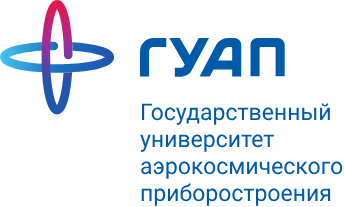 ГУАП
Государственный
университет
аэрокосмического
приборостроения